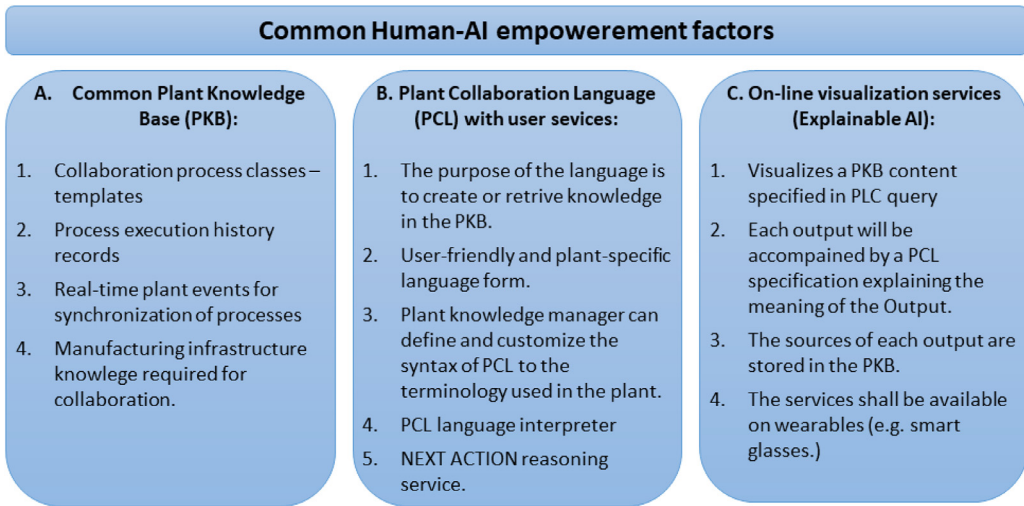 Common Human-AI empowerement factors
A. Common Plant Knowledge
Base (PKB):
1. Collaboration process classes –
templates
2. Process execution history
records
3. Real-time plant events for
synchronization of processes
4. Manufacturing infrastructure
knowlege required for
collaboration.
B. Plant Collaboration Language
(PCL) with user sevices:
1. The purpose of the language is
to create or retrive knowledge
in the PKB.
2. User-friendly and plant-specific
language form.
3. Plant knowledge manager can
define and customize the
syntax of PCL to the
terminology used in the plant.
4. PCL language interpreter
5. NEXT ACTION reasoning
service.
C. On-line visualization services
(Explainable AI):
1. Visualizes a PKB content
specified in PLC query
2. Each output will be
accompained by a PCL
specification explaining the
meaning of the Output.
3. The sources of each output are
stored in the PKB.
4. The services shall be available
on wearables (e.g. smart
glasses.)